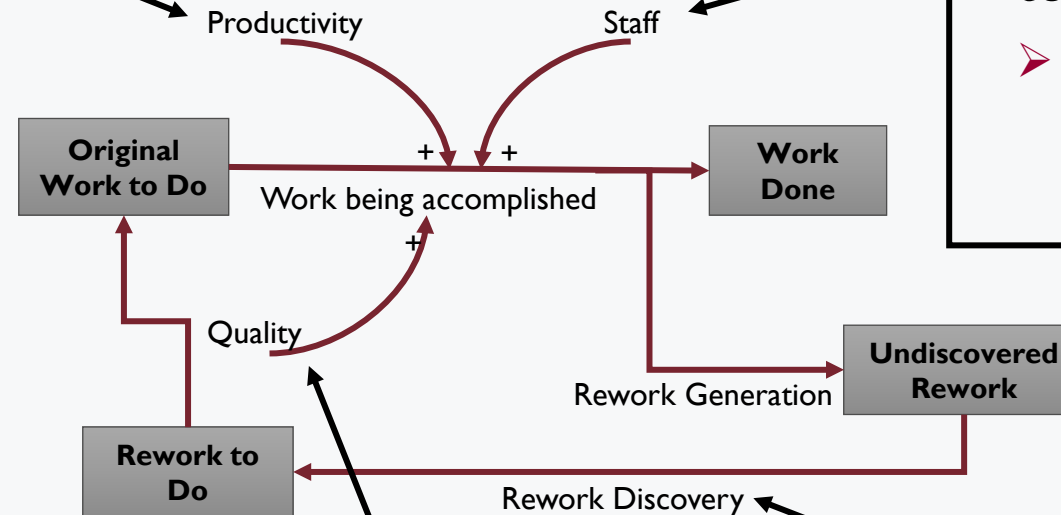 Productivity
Staff
Original
Work to Do
+
+
Work
Done
Work being accomplished
+
Quality
Undiscovered
Rework
Rework Generation
Rework to
Do
Rework Discovery